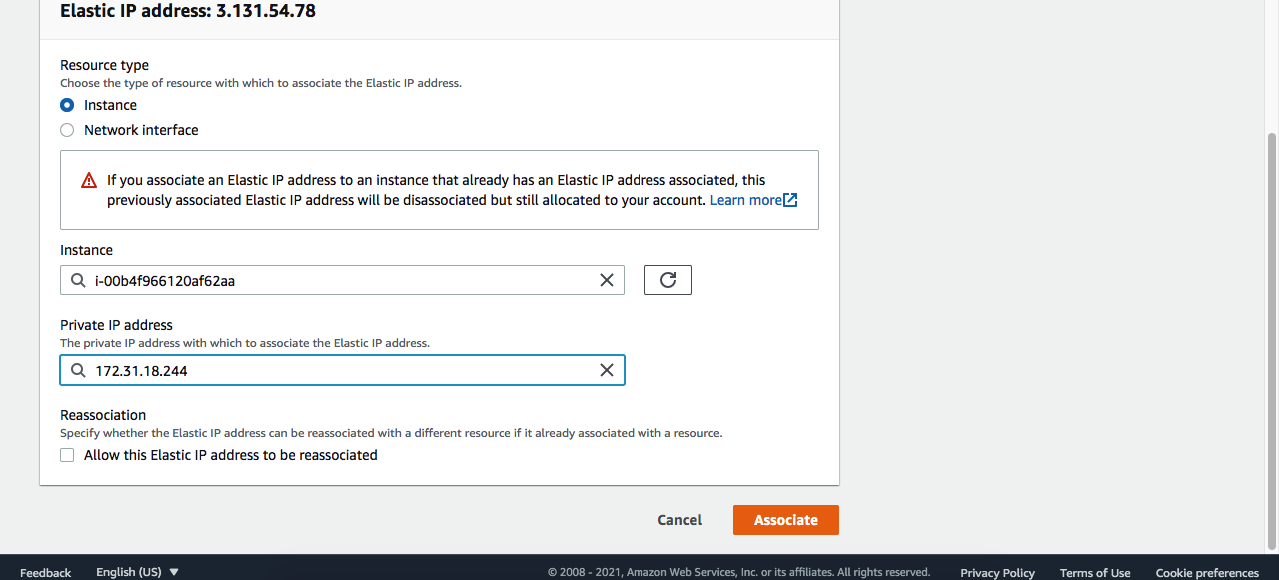 Elastic IP address: 3.131.54.78
Resource type
Choose the type of resource with which to associate the Elastic IP address.
Instance
Network interface
If you associate an Elastic IP address to an instance that already has an Elastic IP address associated, this
previously associated Elastic IP address will be disassociated but still allocated to your account. Learn more
Instance
i-00b4f966120af62aa
Private IP address
The private IP address with which to associate the Elastic IP address.
172.31.18.244
Reassociation
Specify whether the Elastic IP address can be reassociated with a different resource if it already associated with a resource.
Allow this Elastic IP address to be reassociated
Cancel
Associate
Feedback
English (US)
© 2008 - 2021, Amazon Web Services, Inc. or its affiliates. All rights reserved.
Privacy Policy
Terms of Use
Cookie preferences